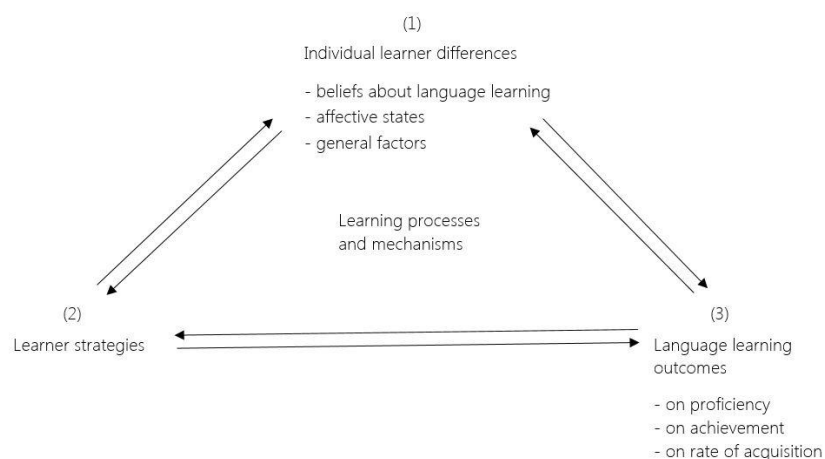 (1)
Individual learner differences
- beliefs about language learning
- affective states
- general factors
Learning processes
and mechanisms
(2)
Learner strategies
(3)
Language learning
outcomes
- on proficiency
- on achievement
- on rate of acquisition